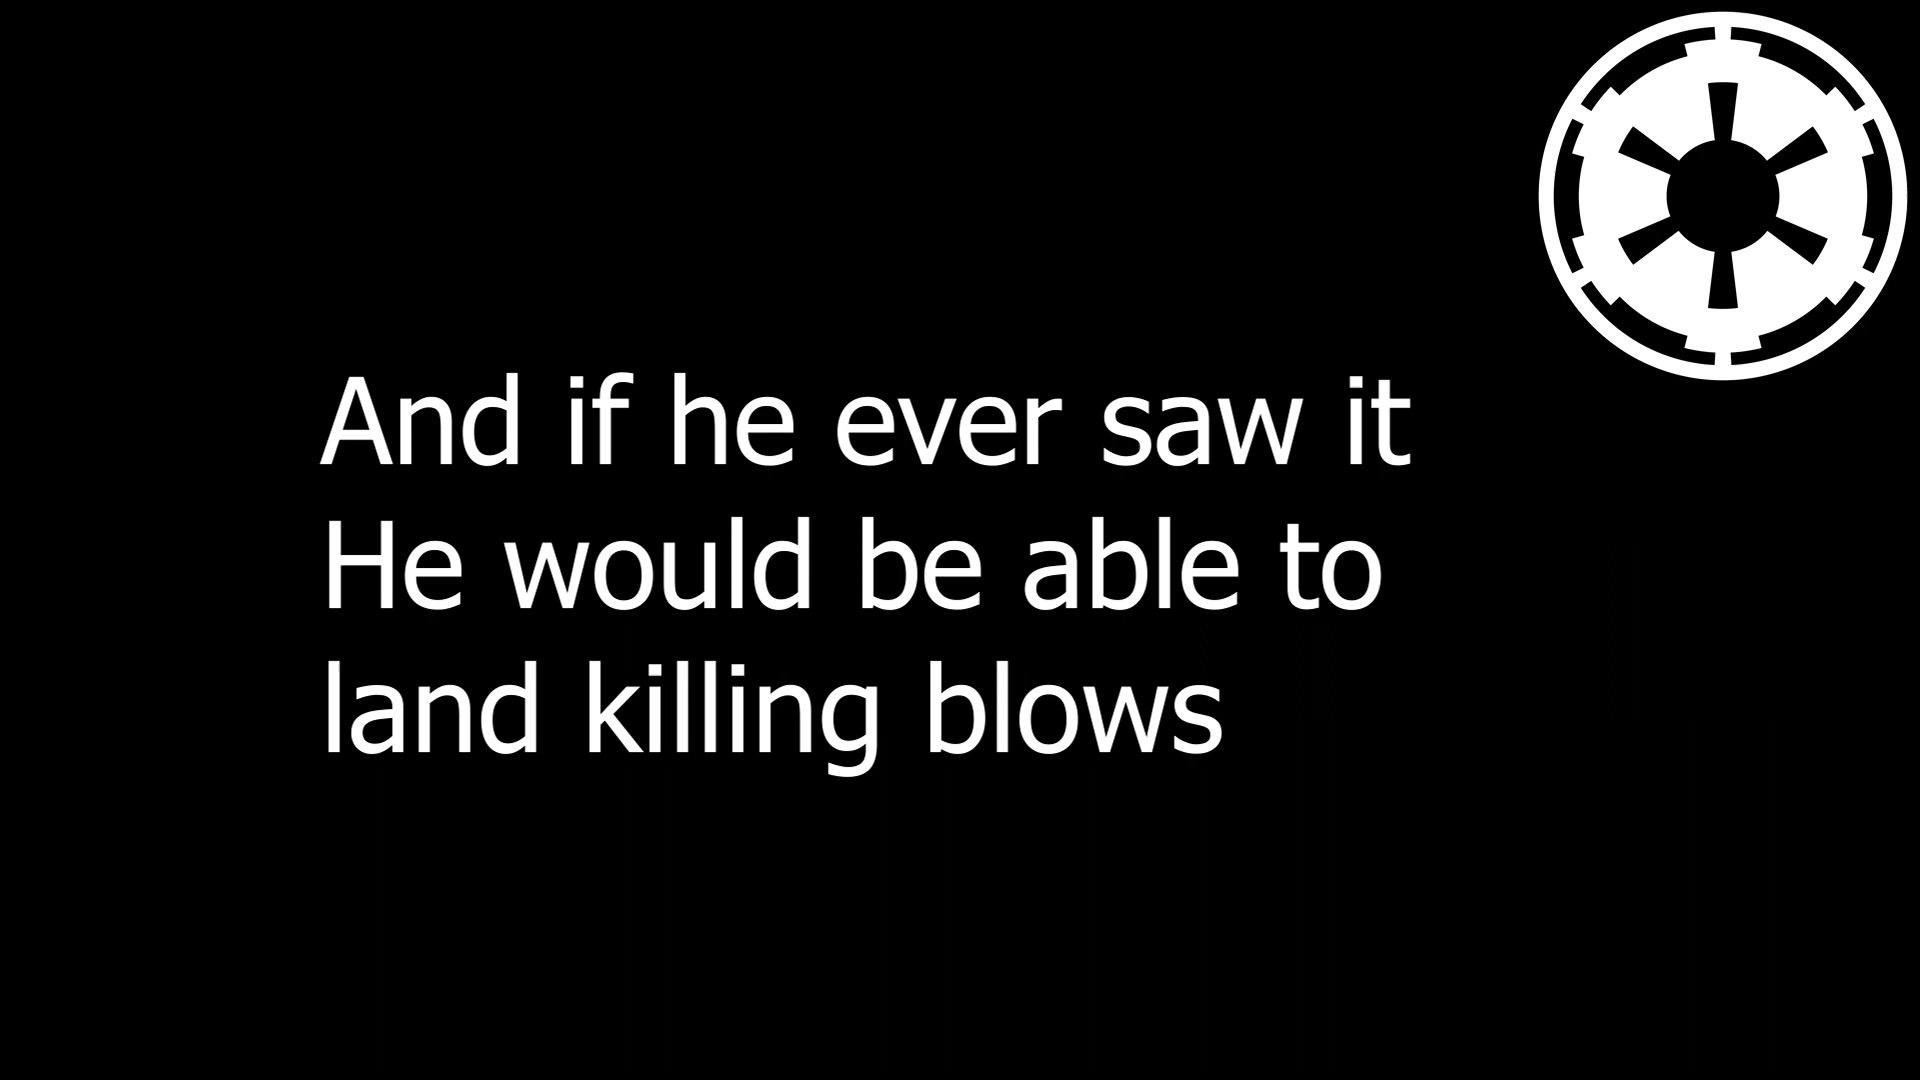 And if he ever saw it
He would be able to
land killing blows